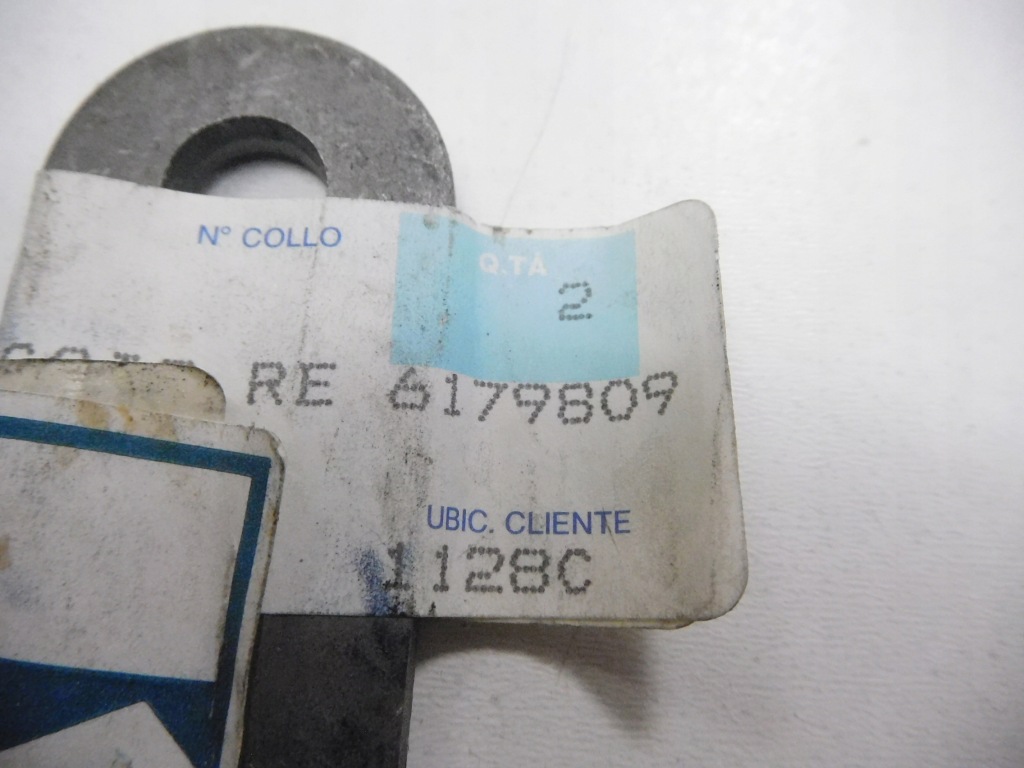 N° COLLO
Q.TÀ
2
RE 6179809
UBIC. CLIENTE
1128C